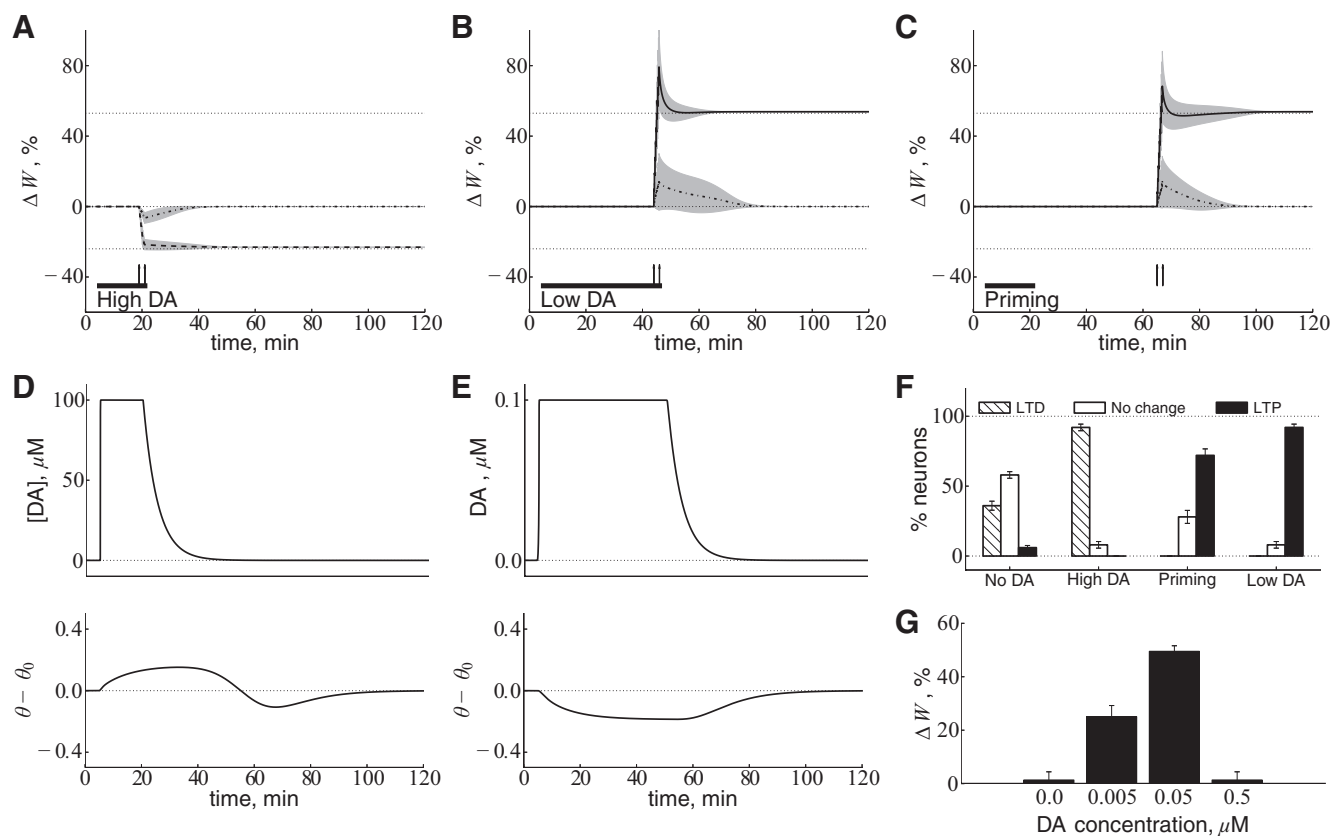 A
B
C
80
40
0
− 40
Δ W , %
High DA
0 20 40 60 80 100 120
time, min
80
40
0
− 40
Δ W , %
Low DA
0 20 40 60 80 100 120
time, min
80
40
0
− 40
Δ W , %
Priming
0 20 40 60 80 100 120
time, min
D
100
50
0
[DA], μM
0.4
0.0
− 0.4
θ − θ0
0 20 40 60 80 100 120
time, min
E
0.1
0.0
DA , μM
0.4
0.0
− 0.4
θ − θ0
0 20 40 60 80 100 120
time, min
F
LTD No change LTP
100
50
0
% neurons
No DA High DA Priming Low DA
G
60
40
20
0
Δ W , %
0.0 0.005 0.05 0.5
DA concentration, μM